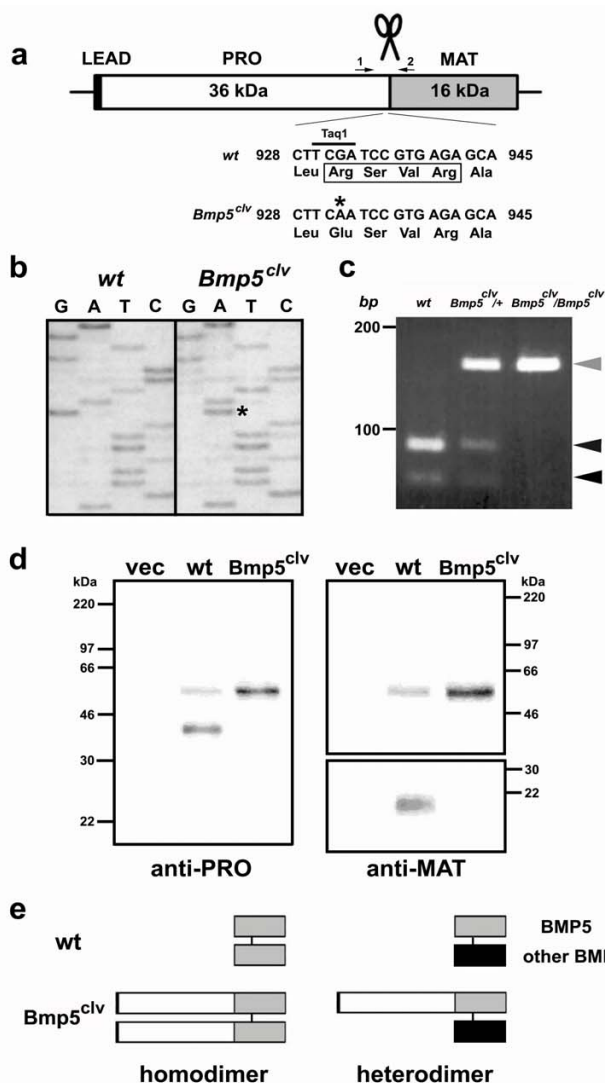 a
LEAD PRO MAT
1 2
36 kDa 16 kDa
Taq1
wt 928 CTT CGA TCC GTG AGA GCA 945
Leu Arg Ser Val Arg Ala
*
Bmp5clv 928 CTT CAA TCC GTG AGA GCA 945
Leu Glu Ser Val Arg Ala
b
wt Bmp5clv
G A T C G A T C
*
c
bp wt Bmp5clv/+ Bmp5clv/Bmp5clv
200
100
d
vec wt Bmp5clv
kDa
220
97
66
46
30
22
anti-PRO
vec wt Bmp5clv
kDa
220
97
66
46
30
22
anti-MAT
e
wt
BMP5
other BM
Bmp5clv
homodimer heterodimer